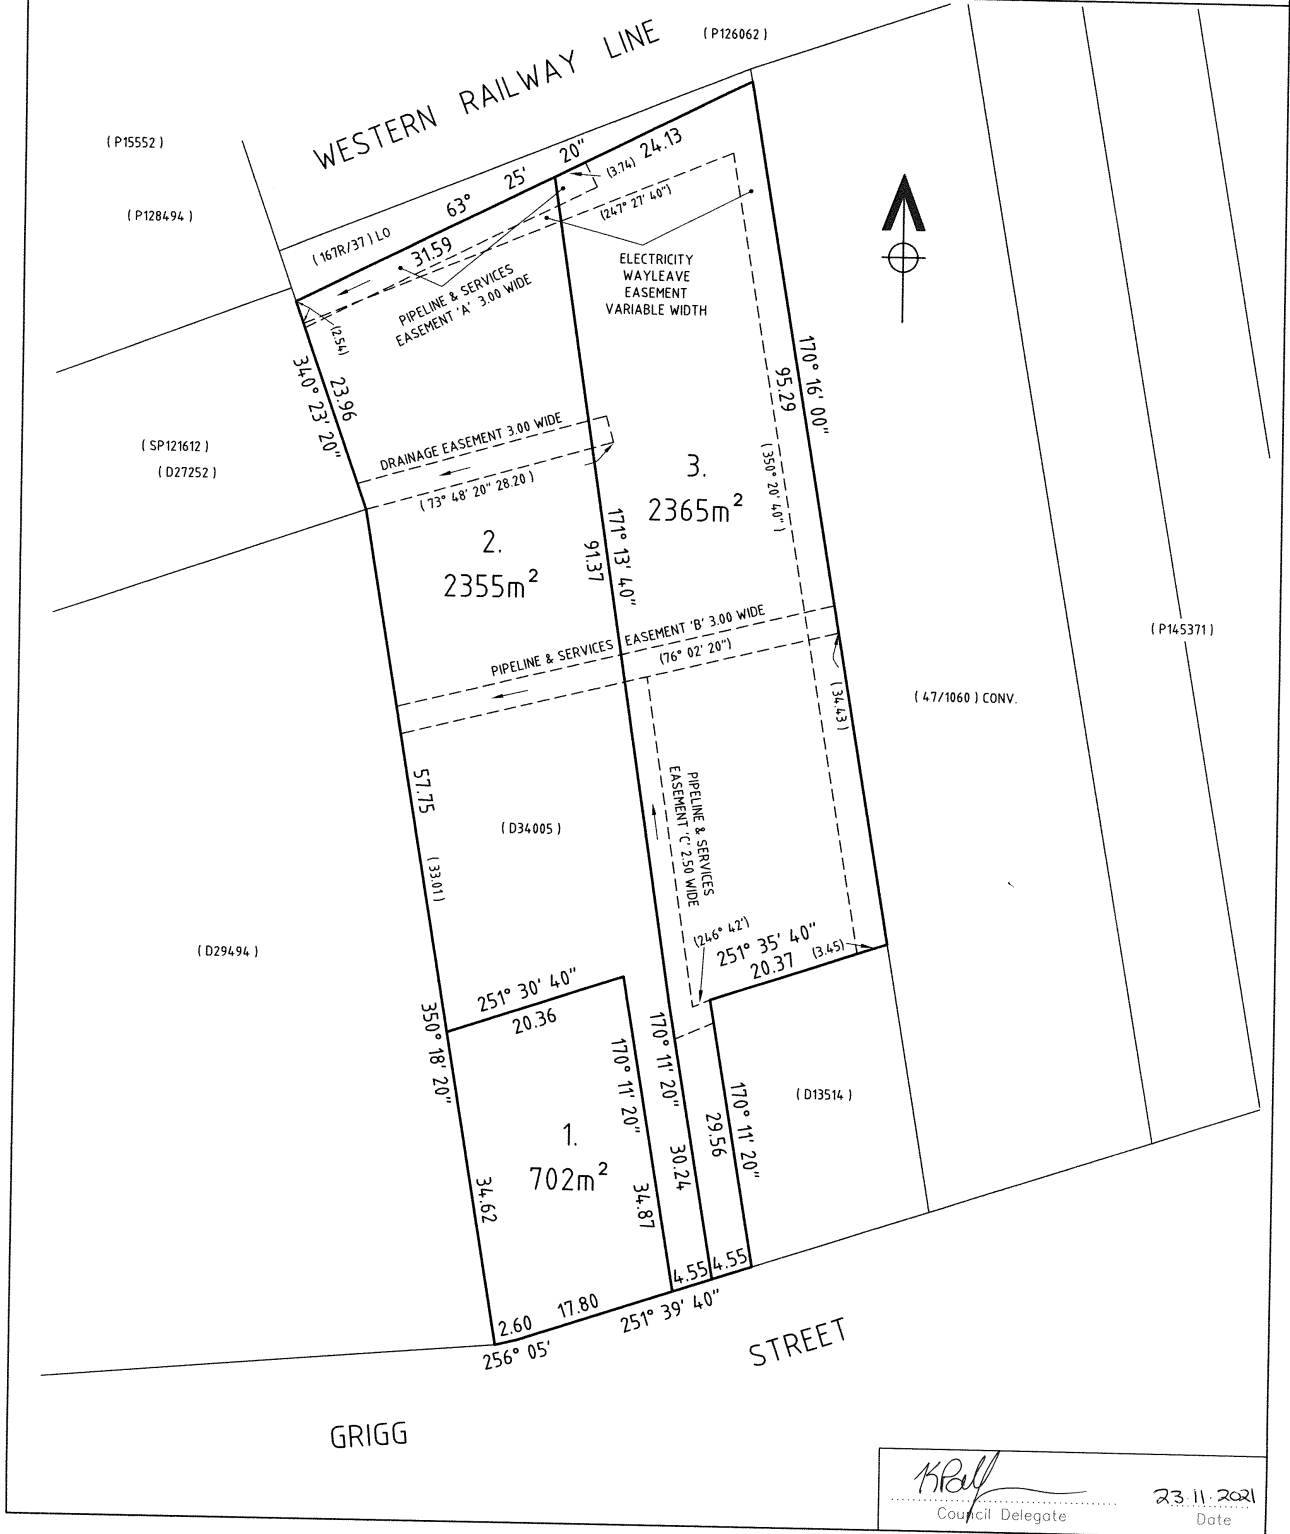 WESTERN RAILWAY LINE
( P126062 )
( P15552 )
( P128494 )
(167R/37) LO
63° 25' 20"
24.13
(3.74)
(247° 27' 40")
31.59
ELECTRICITY
WAYLEAVE
EASEMENT
VARIABLE WIDTH
PIPELINE & SERVICES
EASEMENT 'A' 3.00 WIDE
(2.54)
340° 23' 20"
23.96
170° 16' 00"
95.29
( SP121612 )
( D27252 )
DRAINAGE EASEMENT 3.00 WIDE
( 73° 48' 20" 28.20 )
(350° 20' 40")
3.
2365m²
2.
2355m²
171° 13' 40"
91.37
PIPELINE & SERVICES EASEMENT 'B' 3.00 WIDE
(76° 02' 20")
( P145371 )
( 47/1060 ) CONV.
( 34.43 )
57.75
( D34005 )
PIPELINE & SERVICES
EASEMENT 'C' 2.50 WIDE
( 33.01 )
( D29494 )
(246° 42')
251° 35' 40"
20.37
(3.45)
251° 30' 40"
20.36
350° 18' 20"
170° 11' 20"
170° 11' 20"
170° 11' 20"
29.56
( D13514 )
1.
702m²
30.24
34.62
34.87
4.55
4.55
2.60
17.80
251° 39' 40"
256° 05'
GRIGG STREET
23.11.2021
Council Delegate
Date